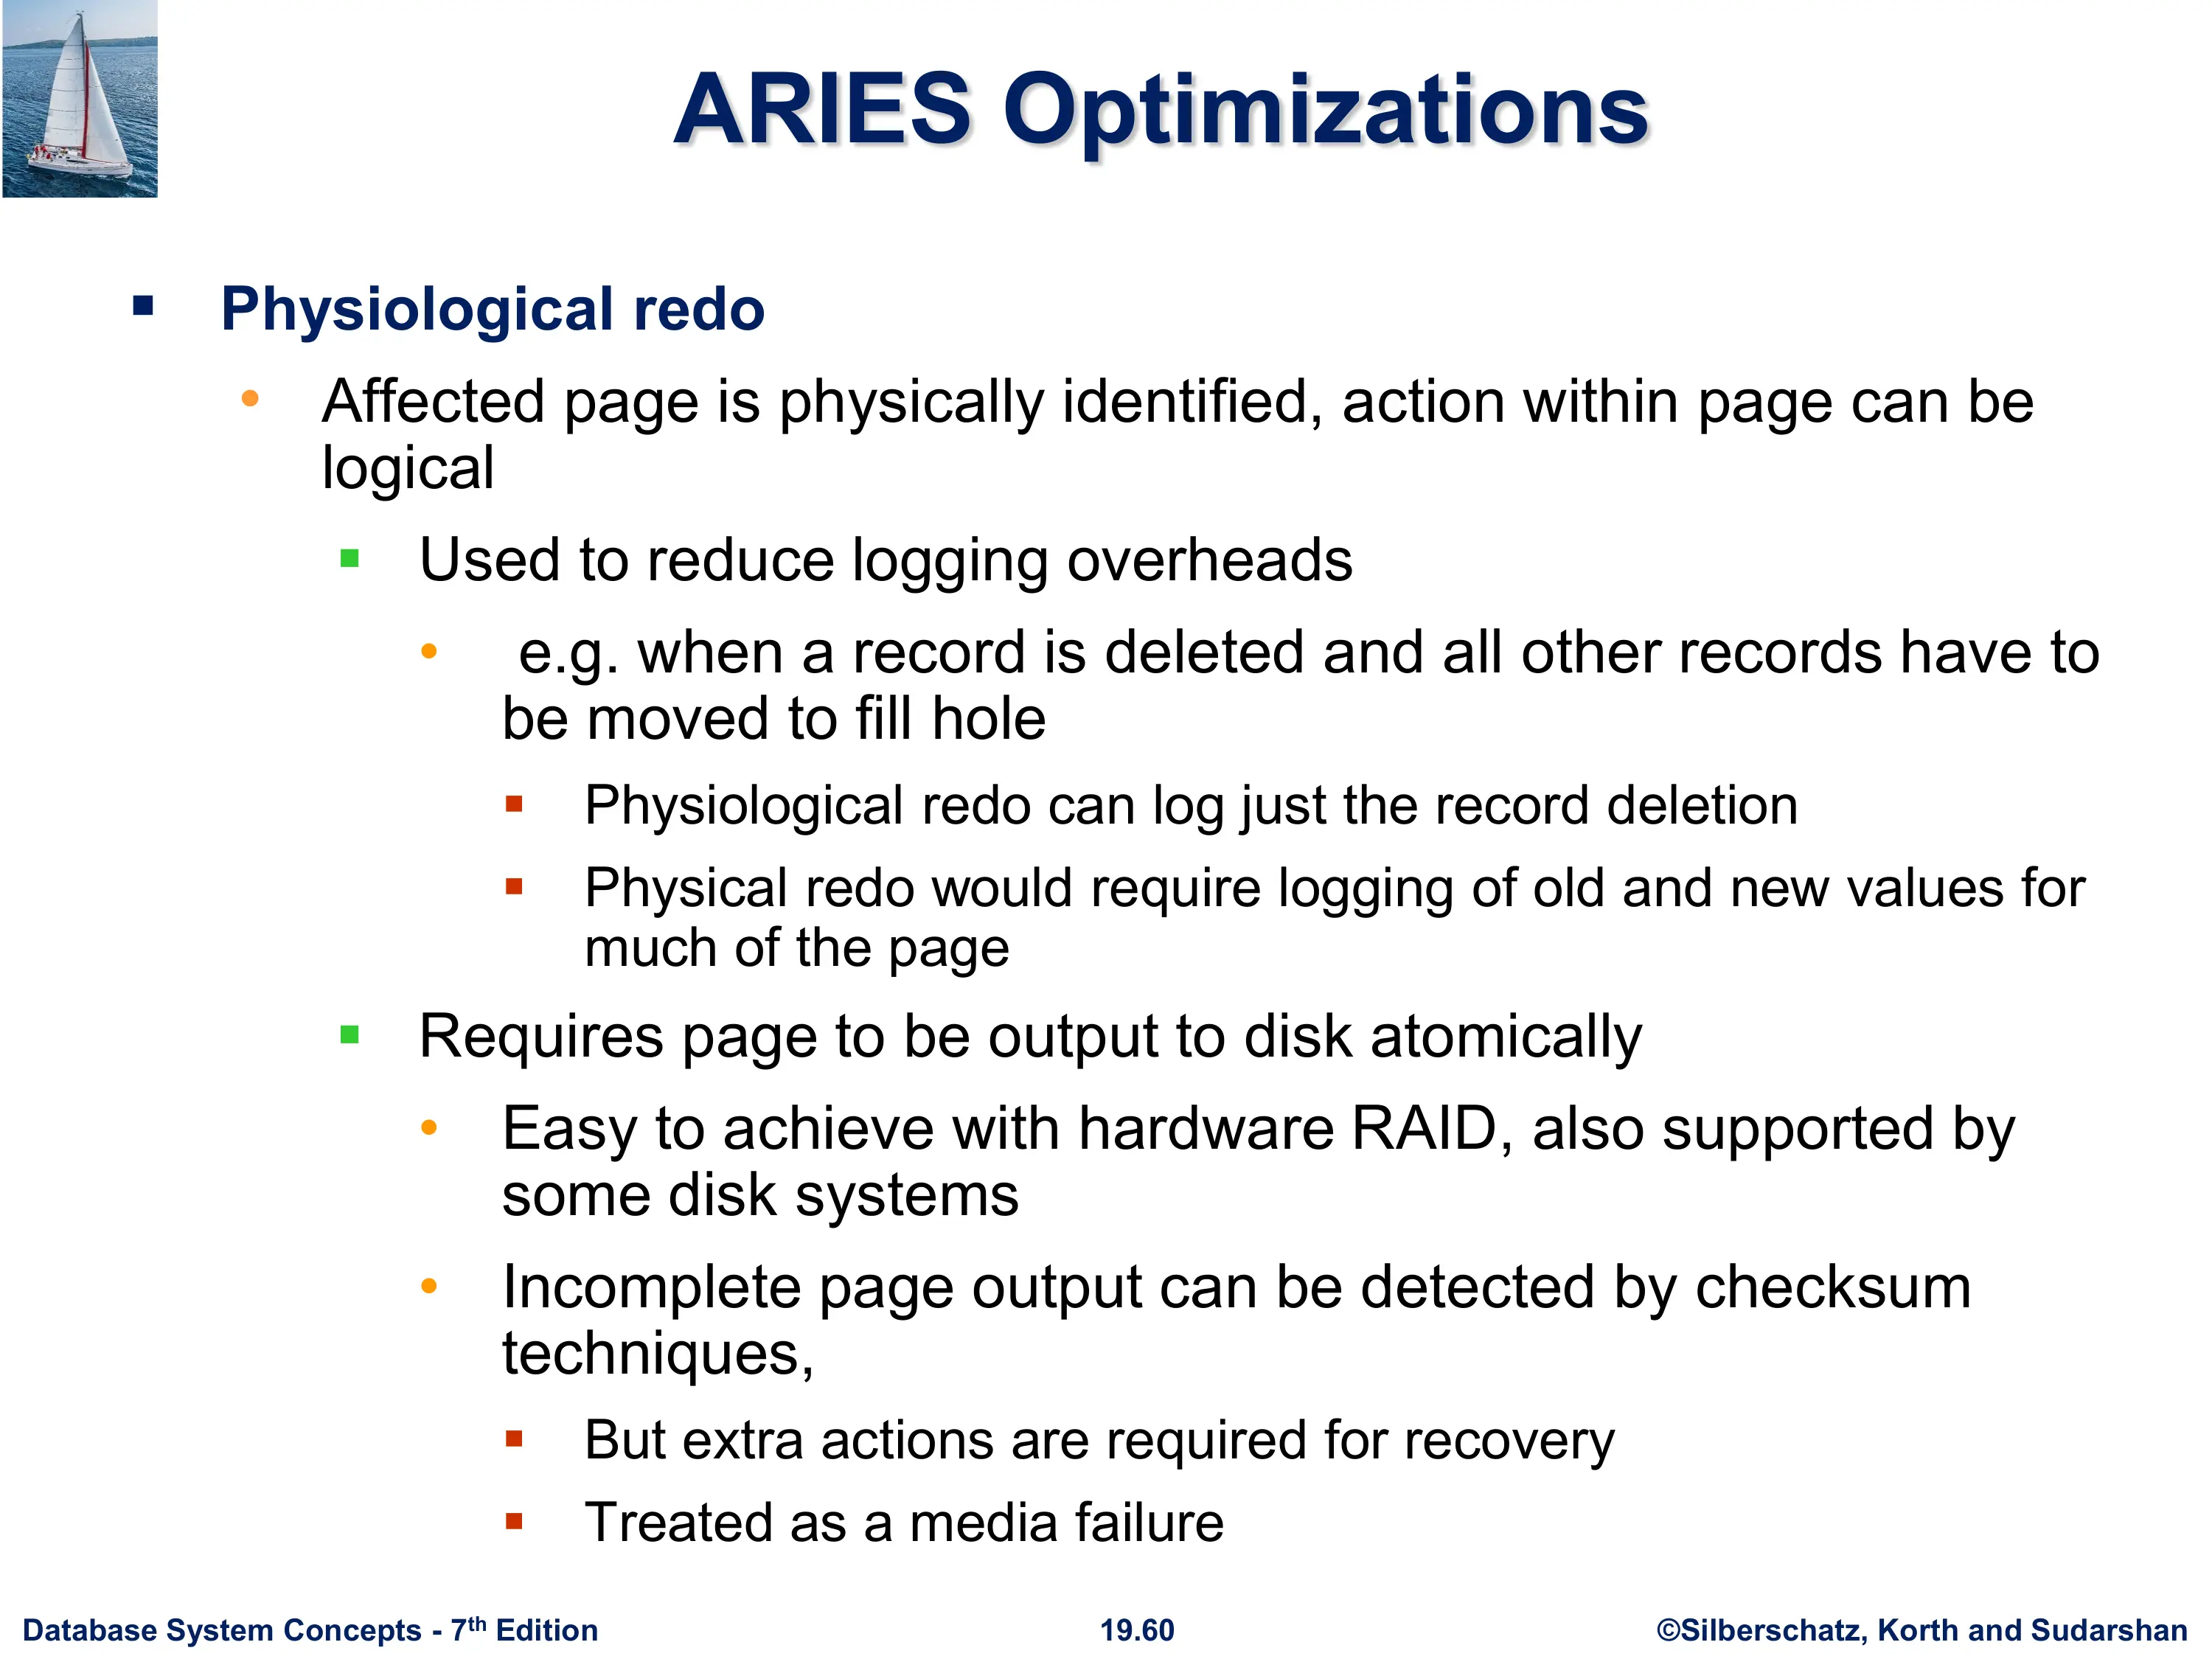 ARIES Optimizations
▪ Physiological redo
• Affected page is physically identified, action within page can be
logical
▪ Used to reduce logging overheads
• e.g. when a record is deleted and all other records have to
be moved to fill hole
▪ Physiological redo can log just the record deletion
▪ Physical redo would require logging of old and new values for
much of the page
▪ Requires page to be output to disk atomically
• Easy to achieve with hardware RAID, also supported by
some disk systems
• Incomplete page output can be detected by checksum
techniques,
▪ But extra actions are required for recovery
▪ Treated as a media failure
Database System Concepts - 7th Edition
19.60
©Silberschatz, Korth and Sudarshan